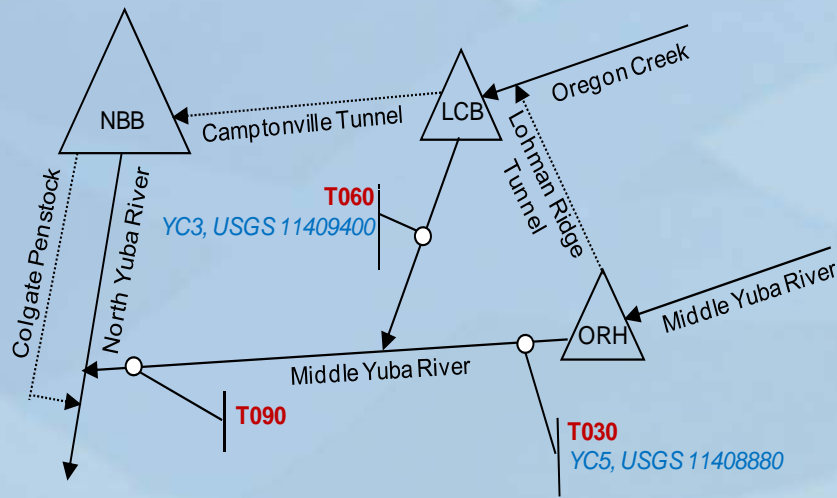 NBB
LCB
Oregon Creek
Camptonville Tunnel
Lohman Ridge
Tunnel
T060
YC3, USGS 11409400
Colgate Penstock
North Yuba River
Middle Yuba River
ORH
Middle Yuba River
T090
T030
YC5, USGS 11408880